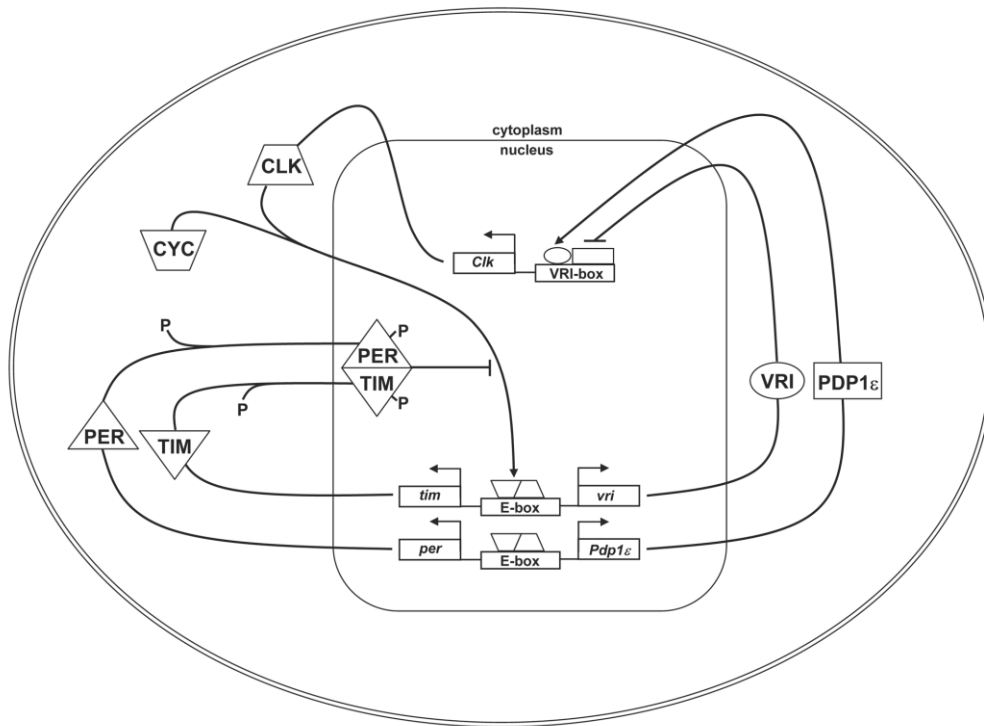 cytoplasm
nucleus
CLK
CYC
Clk
VRI-box
P
P
PER
TIM
P
P
VRI
PDP1ε
PER
TIM
tim
E-box
vri
per
E-box
Pdp1ε